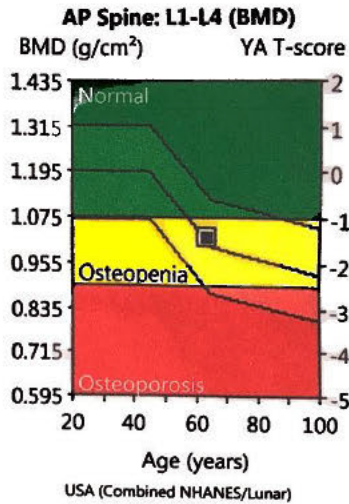 AP Spine: L1-L4 (BMD)
BMD (g/cm²) YA T-score
1.435 2
Normal
1.315 1
1.195 0
1.075 -1
0.955 -2
Osteopenia
0.835 -3
0.715 -4
Osteoporosis
0.595 -5
20 40 60 80 100
Age (years)
USA (Combined NHANES/Lunar)